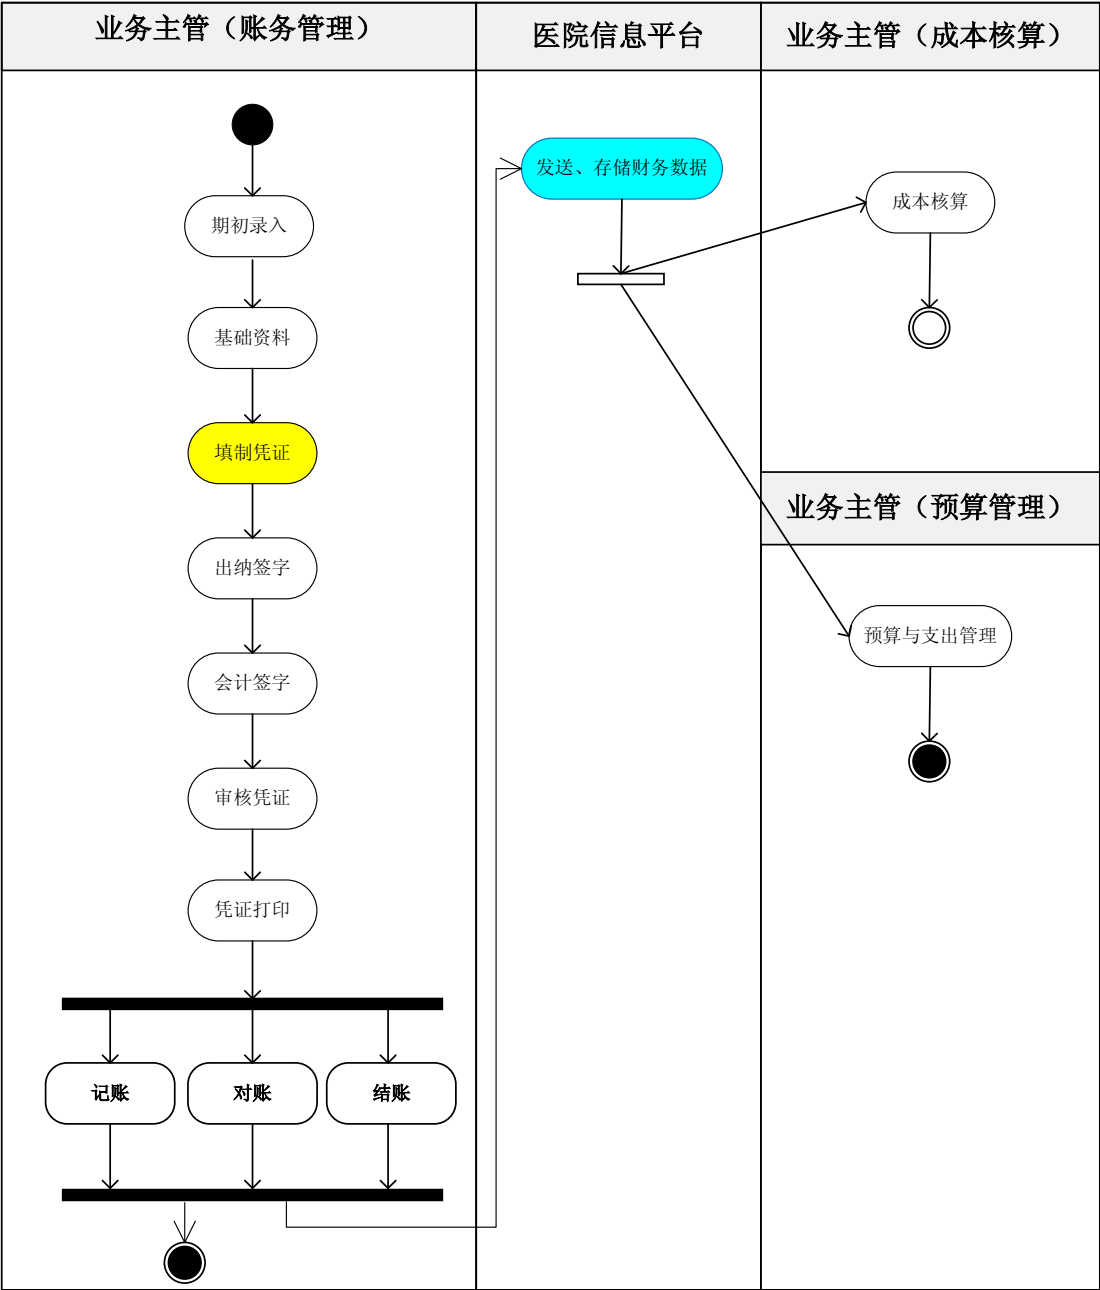 业务主管（账务管理）
医院信息平台
业务主管（成本核算）
发送、存储财务数据
成本核算
期初录入
基础资料
填制凭证
业务主管（预算管理）
出纳签字
预算与支出管理
会计签字
审核凭证
凭证打印
记账
对账
结账